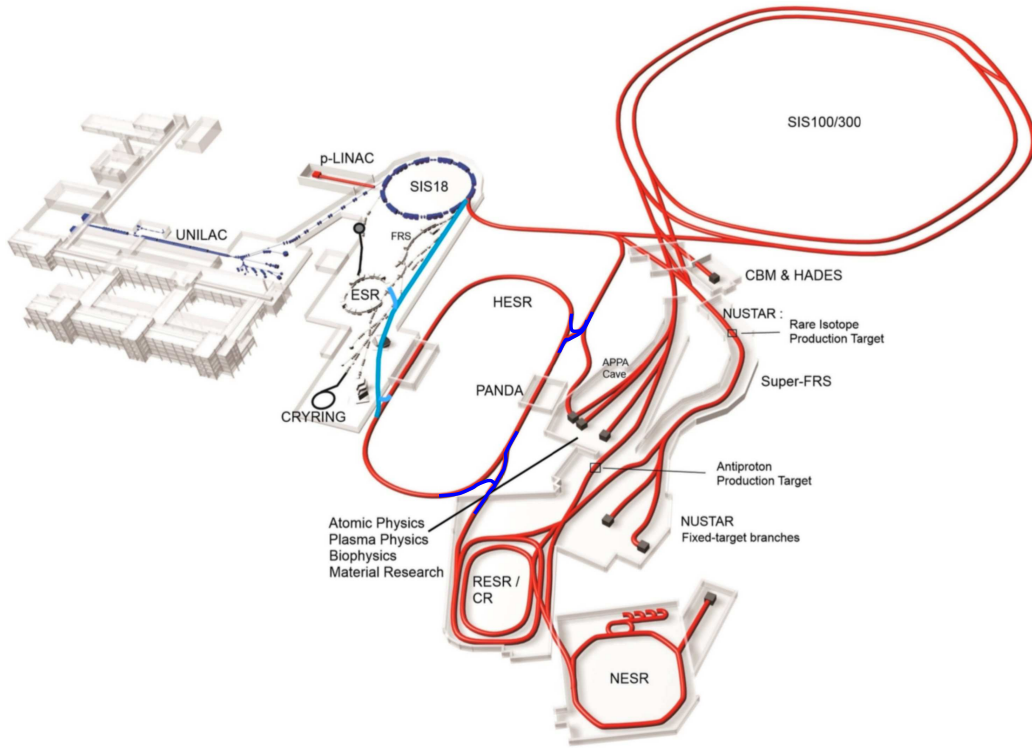 SIS100/300
p-LINAC
SIS18
UNILAC
FRS
ESR
CBM & HADES
HESR
NUSTAR :
Rare Isotope
Production Target
APPA
Cave
Super-FRS
PANDA
CRYRING
Antiproton
Production Target
Atomic Physics
Plasma Physics
Biophysics
Material Research
NUSTAR
Fixed-target branches
RESR /
CR
NESR